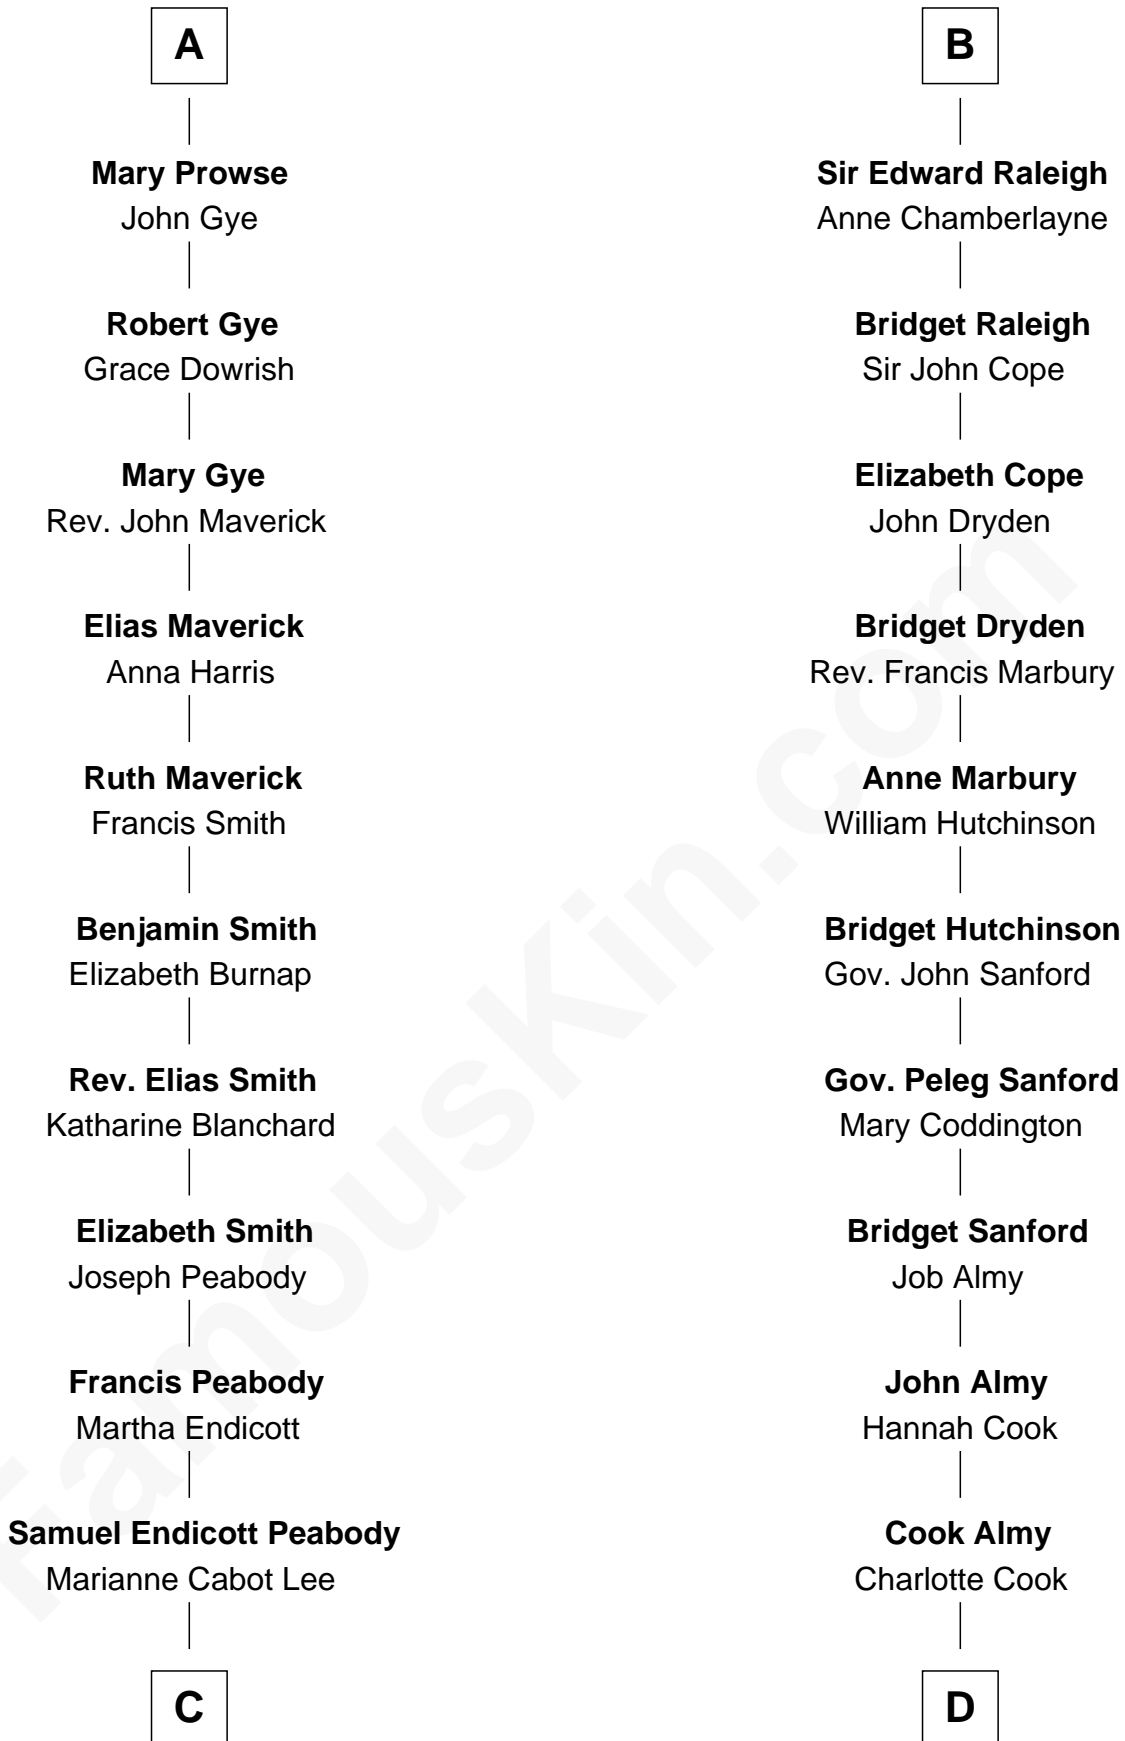 A
Mary Prowse
John Gye
Robert Gye
Grace Dowrish
Mary Gye
Rev. John Maverick
Elias Maverick
Anna Harris
Ruth Maverick
Francis Smith
Benjamin Smith
Elizabeth Burnap
Rev. Elias Smith
Katharine Blanchard
Elizabeth Smith
Joseph Peabody
Francis Peabody
Martha Endicott
Samuel Endicott Peabody
Marianne Cabot Lee
C
B
Sir Edward Raleigh
Anne Chamberlayne
Bridget Raleigh
Sir John Cope
Elizabeth Cope
John Dryden
Bridget Dryden
Rev. Francis Marbury
Anne Marbury
William Hutchinson
Bridget Hutchinson
Gov. John Sanford
Gov. Peleg Sanford
Mary Coddington
Bridget Sanford
Job Almy
John Almy
Hannah Cook
Cook Almy
Charlotte Cook
D
FamousKin.com